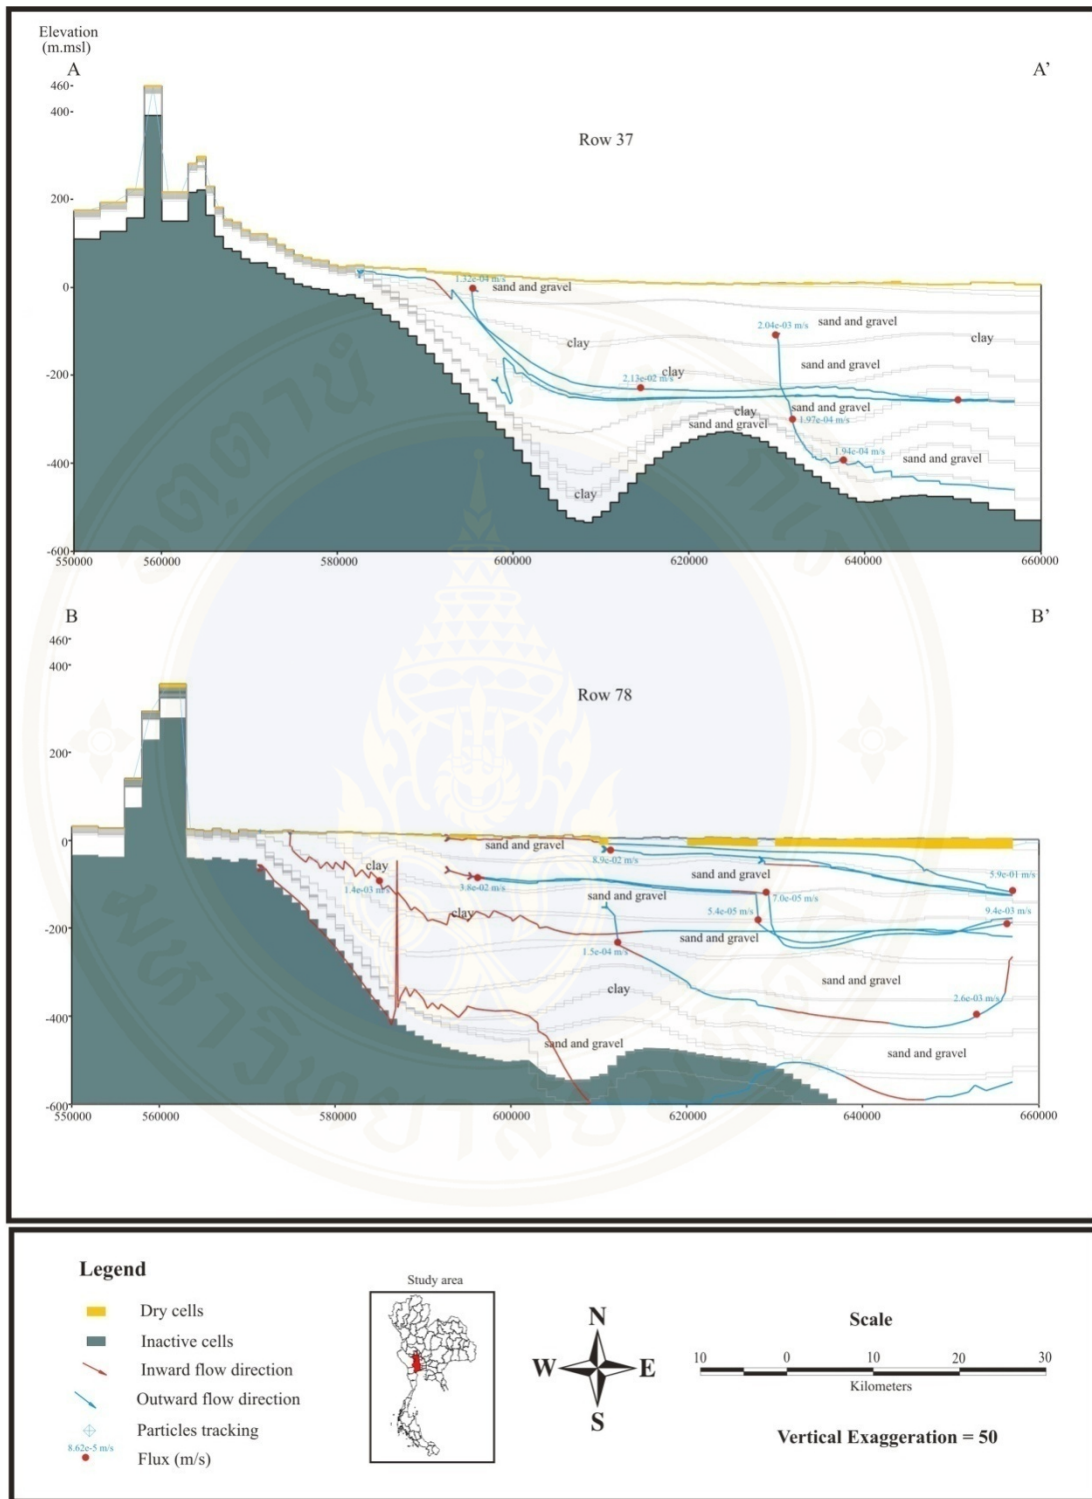 Elevation
(m.msl)
A
A'
460
400
Row 37
200
1.32e-04 m/s
0
sand and gravel
2.04e-03 m/s
sand and gravel
clay
clay
sand and gravel
clay
-200
2.13e-02 m/s
sand and gravel
clay
1.97e-04 m/s
sand and gravel
1.94e-04 m/s
-400
sand and gravel
clay
-600
550000
560000
580000
600000
620000
640000
660000
B
B'
460
400
Row 78
200
0
sand and gravel
8.9e-02 m/s
clay
sand and gravel
5.9e-01 m/s
1.4e-03 m/s
3.8e-02 m/s
sand and gravel
7.0e-05 m/s
clay
5.4e-05 m/s
9.4e-03 m/s
-200
sand and gravel
1.5e-04 m/s
sand and gravel
clay
2.6e-03 m/s
-400
sand and gravel
sand and gravel
-600
550000
560000
580000
600000
620000
640000
660000
Legend
Dry cells
Inactive cells
Inward flow direction
Outward flow direction
Particles tracking
8.62e-5 m/s
Flux (m/s)
Study area
N
W
E
S
Scale
10
0
10
20
30
Kilometers
Vertical Exaggeration = 50